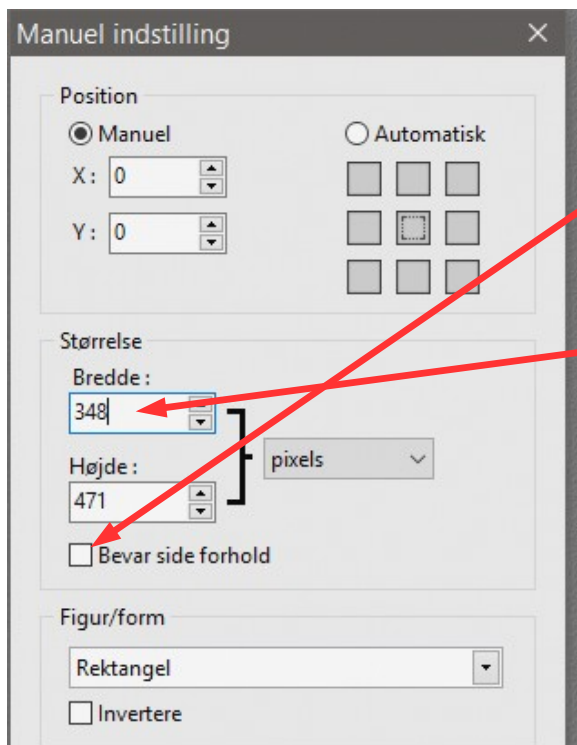 Manuel indstilling
Position
Manuel
Automatisk
X: 0
Y: 0
Størrelse
Bredde:
348
pixels
Højde:
471
Bevar side forhold
Figur/form
Rektangel
Invertere